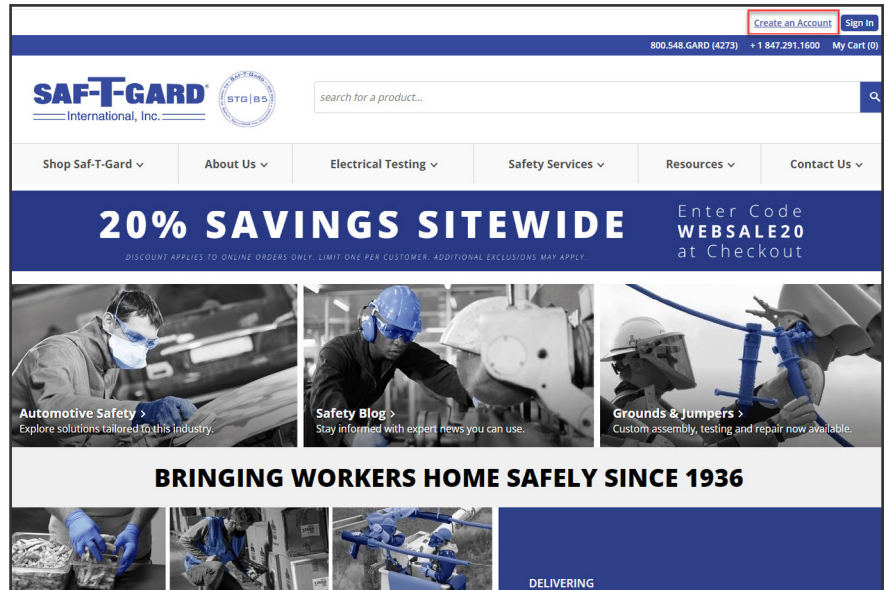 Create an Account Sign In
800.548.GARD (4273) + 1 847.291.1600 My Cart (0)
SAF-T-GARD®
International, Inc.
SAF-T-GARD
STG|85
search for a product...
Shop Saf-T-Gard About Us Electrical Testing Safety Services Resources Contact Us
20% SAVINGS SITEWIDE
DISCOUNT APPLIES TO ONLINE ORDERS ONLY. LIMIT ONE PER CUSTOMER. ADDITIONAL EXCLUSIONS MAY APPLY.
Enter Code
WEBSALE20
at Checkout
Automotive Safety >
Explore solutions tailored to this industry.
Safety Blog >
Stay informed with expert news you can use.
Grounds & Jumpers >
Custom assembly, testing and repair now available.
BRINGING WORKERS HOME SAFELY SINCE 1936
DELIVERING